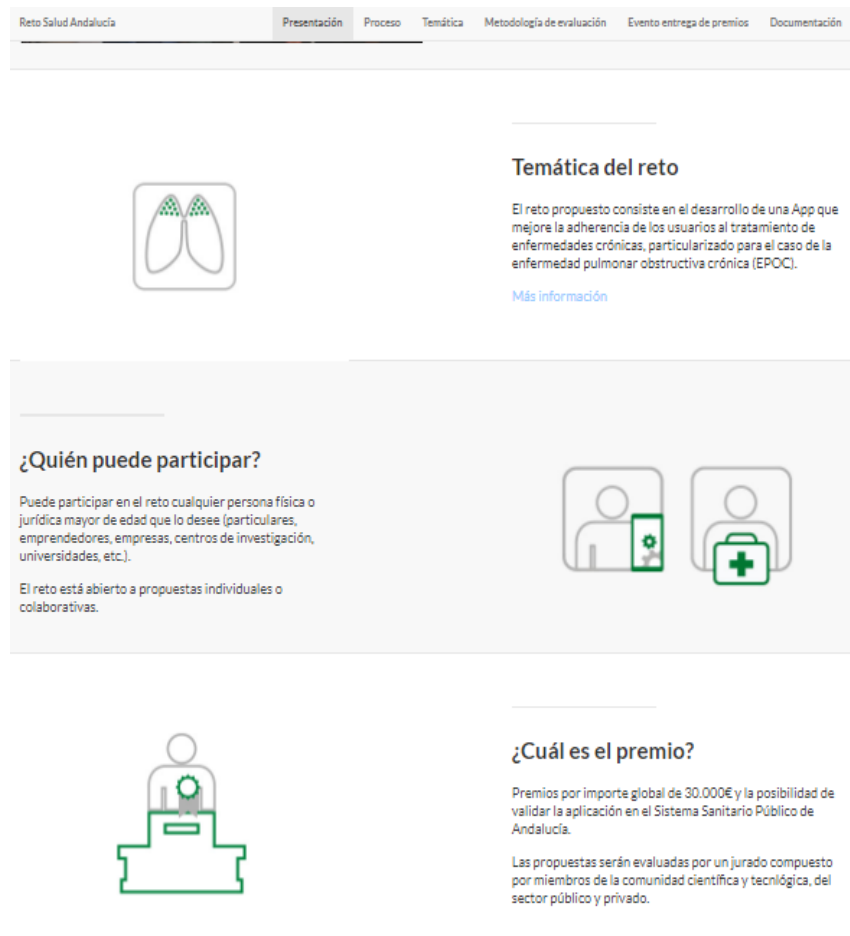 Reto Salud Andalucía
Presentación
Proceso
Temática
Metodología de evaluación
Evento entrega de premios
Documentación
Temática del reto
El reto propuesto consiste en el desarrollo de una App que
mejore la adherencia de los usuarios al tratamiento de
enfermedades crónicas, particularizado para el caso de la
enfermedad pulmonar obstructiva crónica (EPOC).
Más información
¿Quién puede participar?
Puede participar en el reto cualquier persona física o
jurídica mayor de edad que lo desee (particulares,
emprendedores, empresas, centros de investigación,
universidades, etc.).
El reto está abierto a propuestas individuales o
colaborativas.
¿Cuál es el premio?
Premios por importe global de 30.000€ y la posibilidad de
validar la aplicación en el Sistema Sanitario Público de
Andalucía.
Las propuestas serán evaluadas por un jurado compuesto
por miembros de la comunidad científica y tecnlógica, del
sector público y privado.